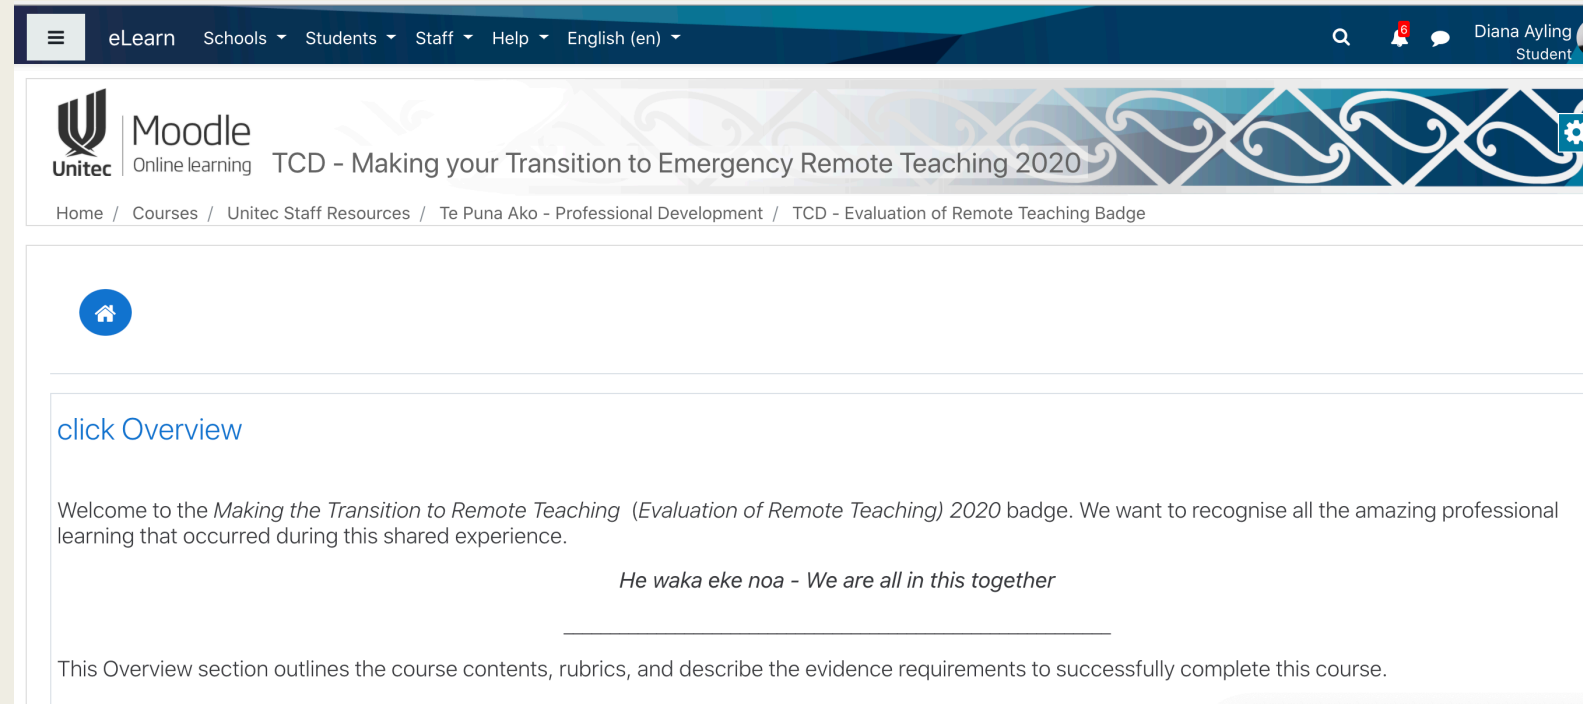 eLearn Schools Students Staff Help English (en) 6 Diana Ayling
Student
Unitec
Moodle
Online learning
TCD - Making your Transition to Emergency Remote Teaching 2020
Home / Courses / Unitec Staff Resources / Te Puna Ako - Professional Development / TCD - Evaluation of Remote Teaching Badge
click Overview
Welcome to the Making the Transition to Remote Teaching (Evaluation of Remote Teaching) 2020 badge. We want to recognise all the amazing professional
learning that occurred during this shared experience.
He waka eke noa - We are all in this together
This Overview section outlines the course contents, rubrics, and describe the evidence requirements to successfully complete this course.